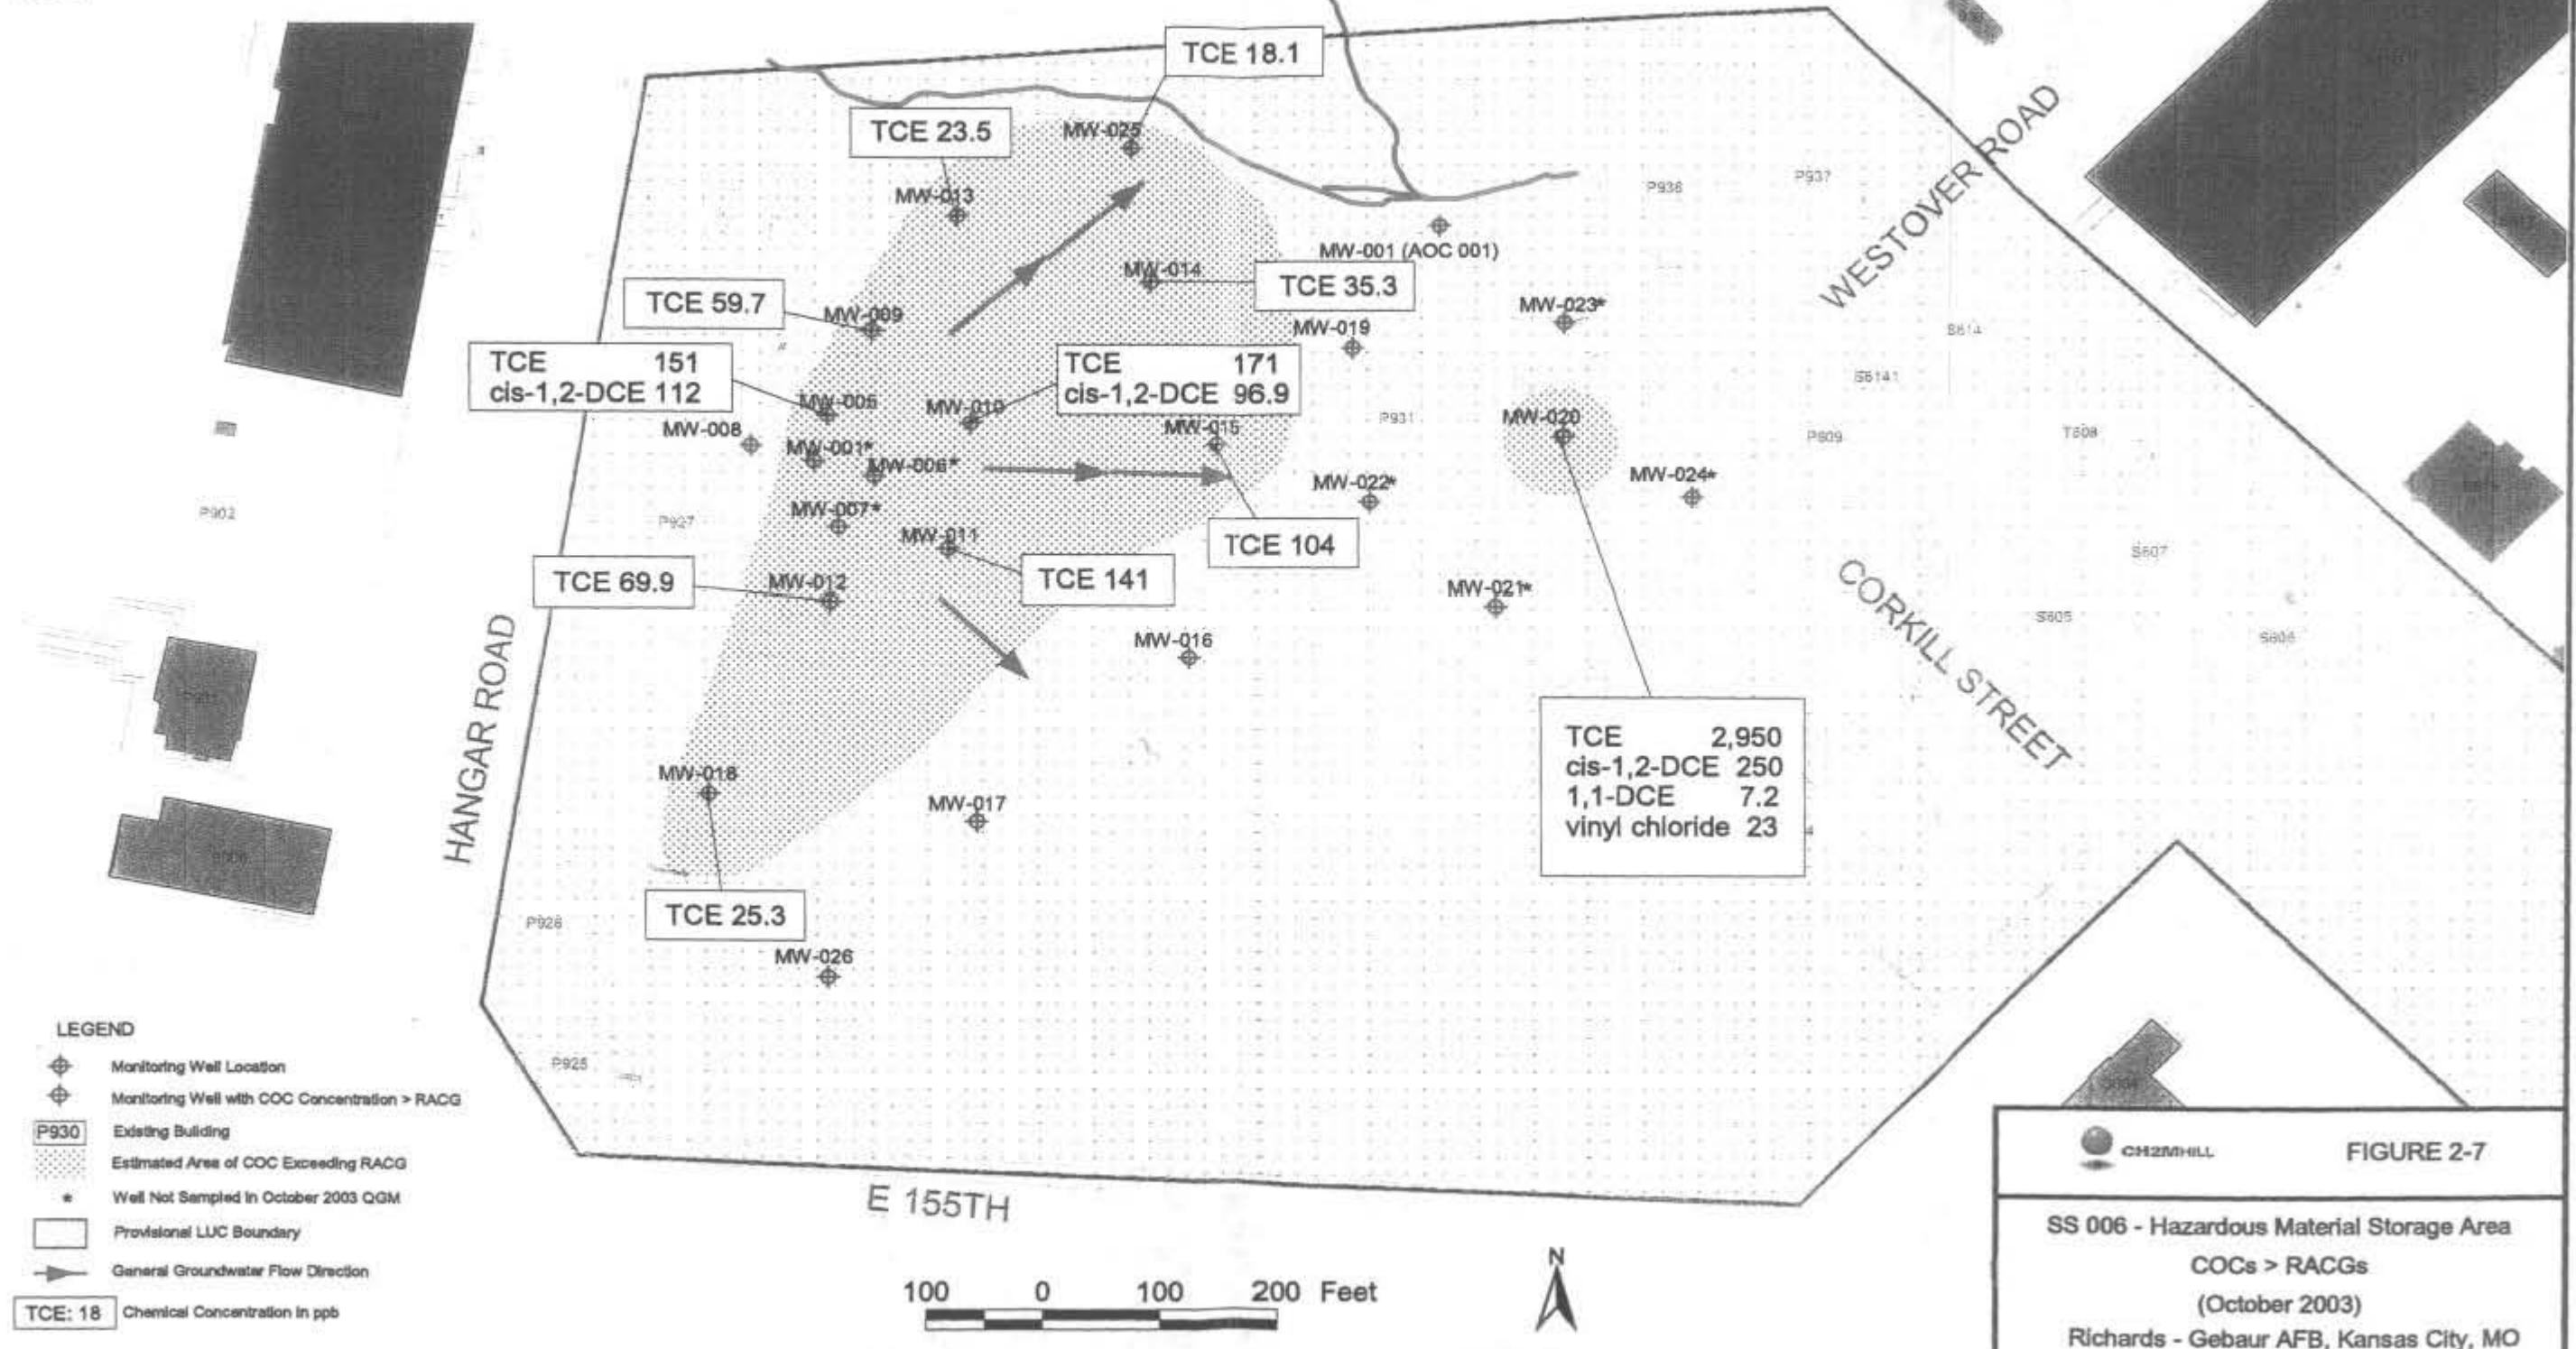 TCE 18.1
TCE 23.5
MW-025
MW-013
P936
P937
WESTOVER ROAD
MW-001 (AOC 001)
MW-014
TCE 35.3
TCE 59.7
MW-009
MW-023*
MW-019
S614
S6141
TCE 151
cis-1,2-DCE 112
TCE 171
cis-1,2-DCE 96.9
MW-005
MW-010
MW-015
MW-008
MW-001*
MW-006*
P931
MW-020
P609
T608
MW-022*
MW-024*
P902
P927
MW-007*
MW-011
TCE 104
S607
TCE 69.9
MW-012
TCE 141
MW-021*
CORKILL STREET
S605
S606
MW-016
HANGAR ROAD
TCE 2,950
cis-1,2-DCE 250
1,1-DCE 7.2
vinyl chloride 23
MW-018
MW-017
TCE 25.3
P926
MW-026
P925
LEGEND
Monitoring Well Location
Monitoring Well with COC Concentration > RACG
P930 Existing Building
Estimated Area of COC Exceeding RACG
* Well Not Sampled in October 2003 QGM
Provisional LUC Boundary
General Groundwater Flow Direction
TCE: 18 Chemical Concentration in ppb
E 155TH
100 0 100 200 Feet
N
CH2MHILL FIGURE 2-7
SS 006 - Hazardous Material Storage Area
COCs > RACGs
(October 2003)
Richards - Gebaur AFB, Kansas City, MO